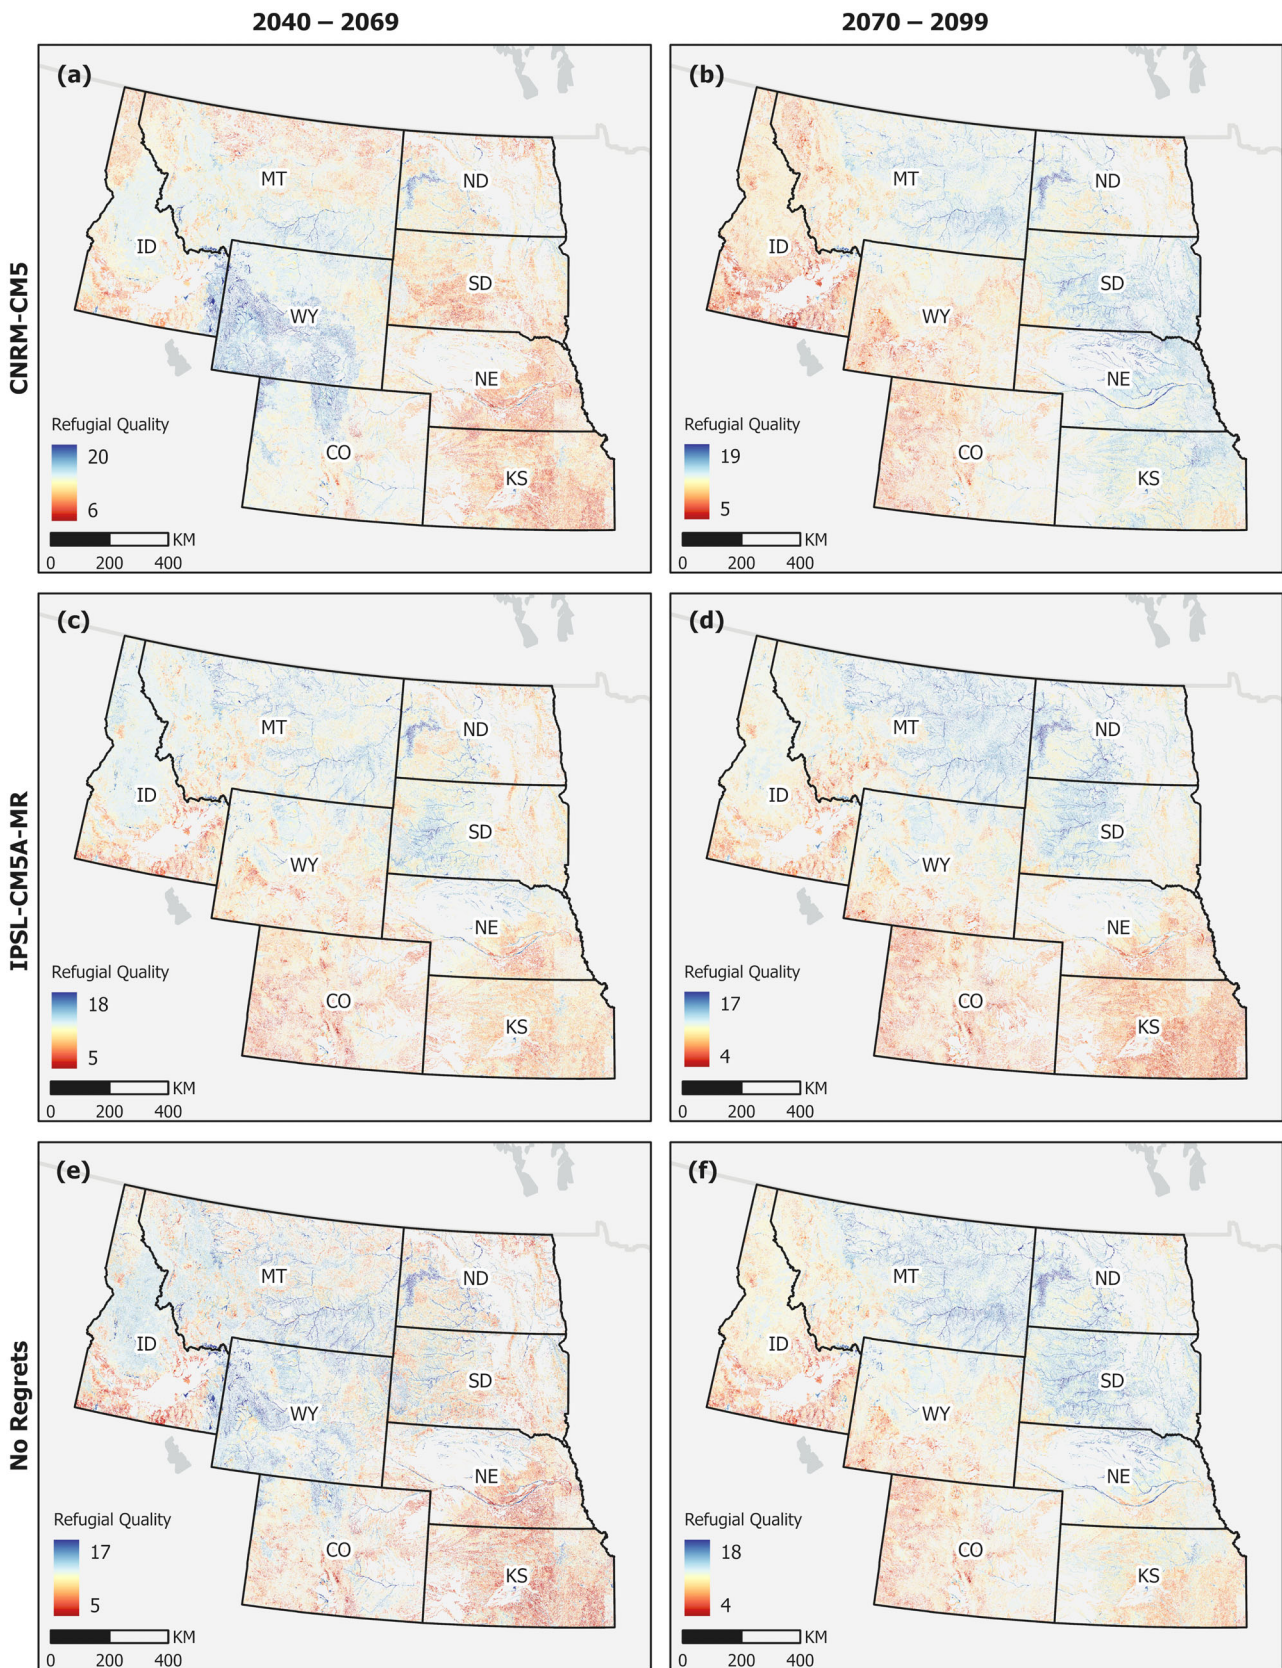 2040 – 2069
2070 – 2099
CNRM-CM5
(a)
MT
ND
ID
SD
WY
NE
CO
KS
Refugial Quality
20
6
KM
0 200 400
(b)
MT
ND
ID
SD
WY
NE
CO
KS
Refugial Quality
19
5
KM
0 200 400
IPSL-CM5A-MR
(c)
MT
ND
ID
SD
WY
NE
CO
KS
Refugial Quality
18
5
KM
0 200 400
(d)
MT
ND
ID
SD
WY
NE
CO
KS
Refugial Quality
17
4
KM
0 200 400
No Regrets
(e)
MT
ND
ID
SD
WY
NE
CO
KS
Refugial Quality
17
5
KM
0 200 400
(f)
MT
ND
ID
SD
WY
NE
CO
KS
Refugial Quality
18
4
KM
0 200 400